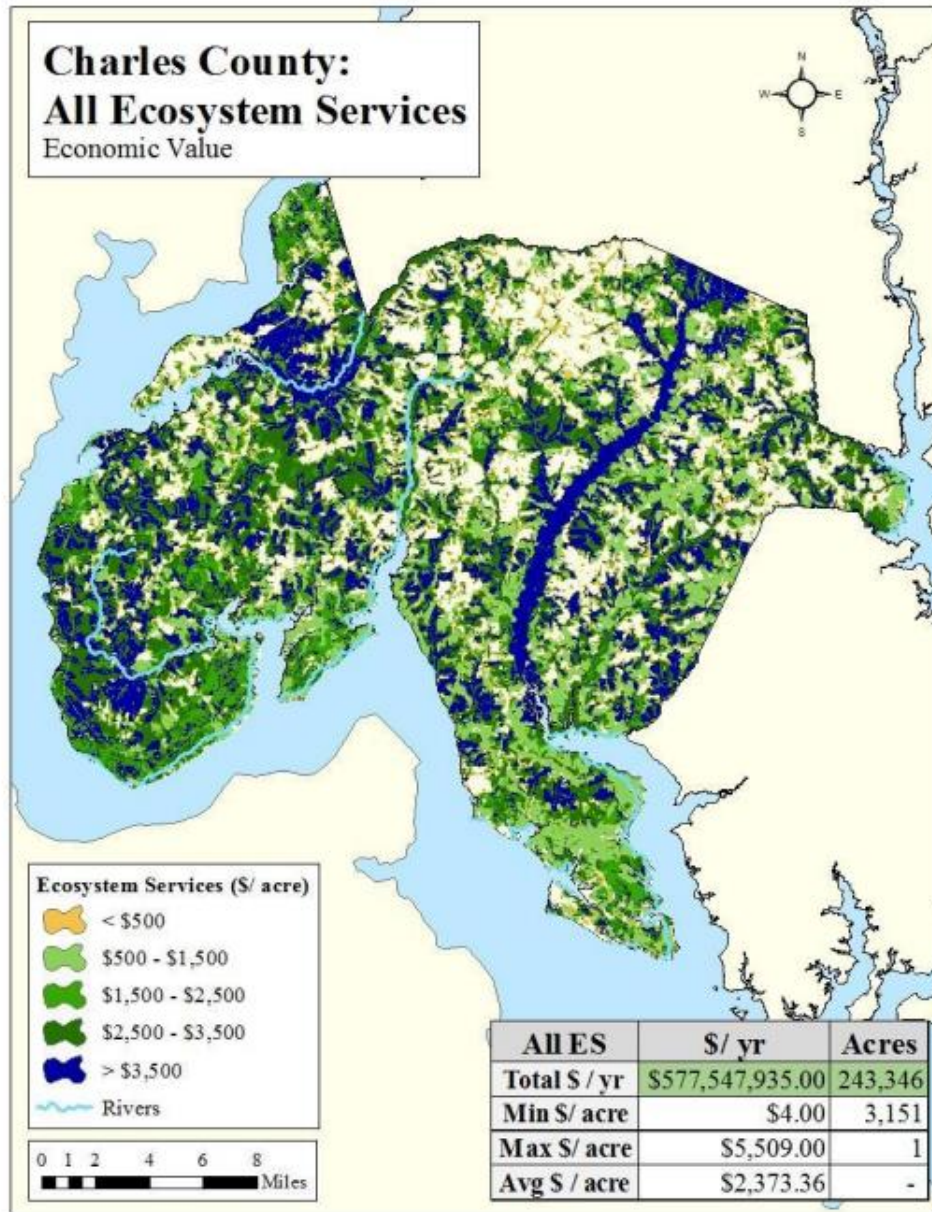 Charles County:
All Ecosystem Services
Economic Value
N
W E
S
Ecosystem Services ($/ acre)
< $500
$500 - $1,500
$1,500 - $2,500
$2,500 - $3,500
> $3,500
Rivers
0 1 2 4 6 8
Miles
All ES $/ yr Acres
Total $ / yr $577,547,935.00 243,346
Min $/ acre $4.00 3,151
Max $/ acre $5,509.00 1
Avg $ / acre $2,373.36 -